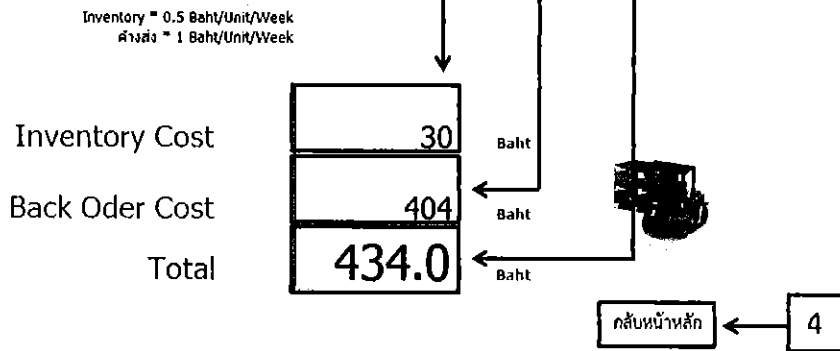 Inventory = 0.5 Baht/Unit/Week
ค้างส่ง = 1 Baht/Unit/Week
Inventory Cost 30 Baht
Back Oder Cost 404 Baht
Total 434.0 Baht
กลับหน้าหลัก 4